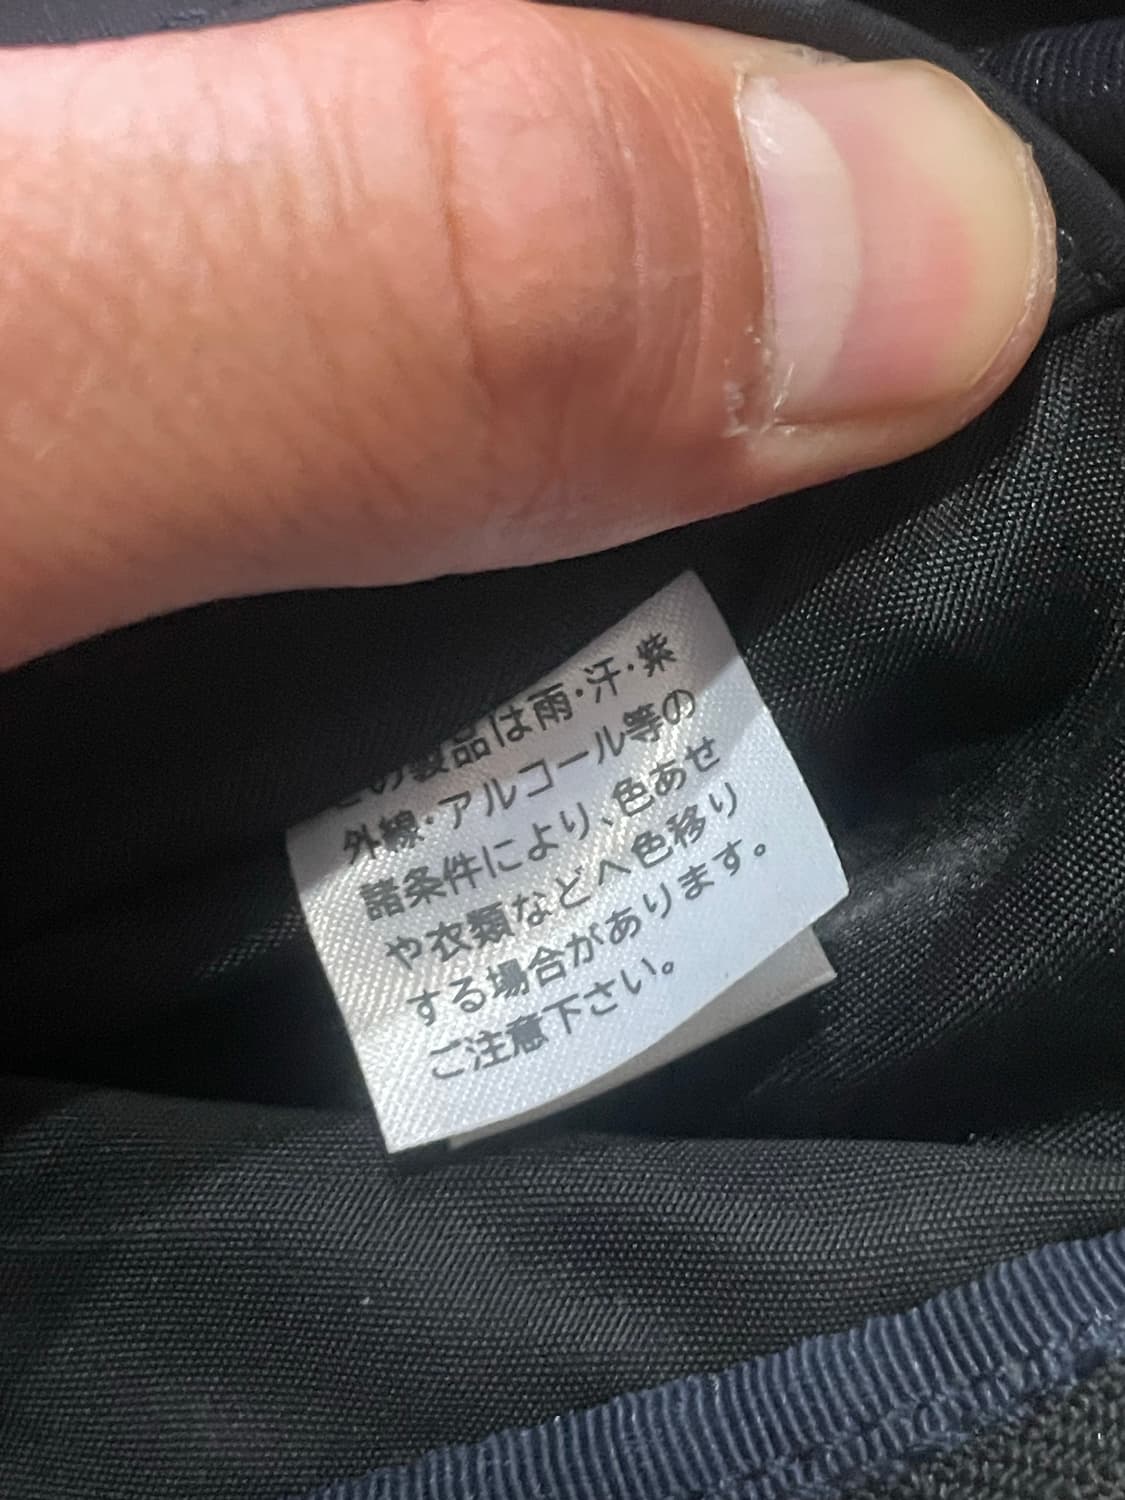 この製品は雨・汗・紫
外線・アルコール等の
諸条件により、色あせ
や衣類などへ色移り
する場合があります。
ご注意下さい。